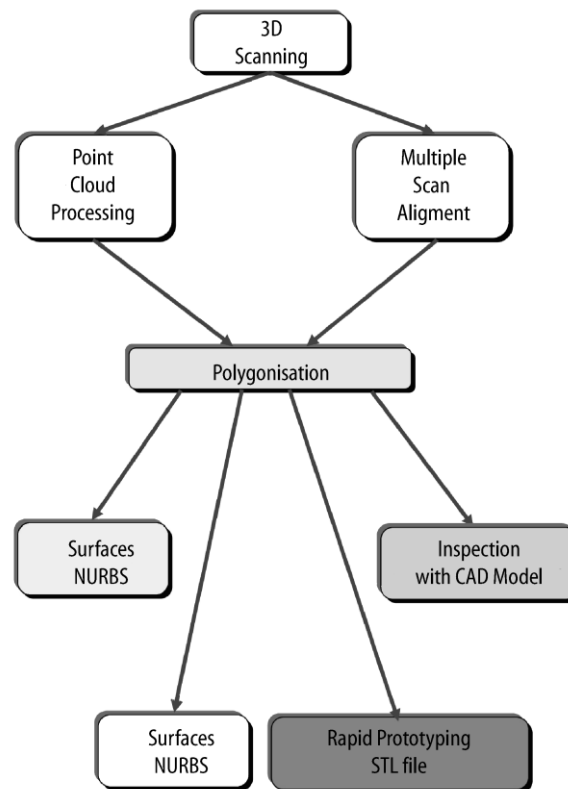 3D
Scanning
Point
Cloud
Processing
Multiple
Scan
Aligment
Polygonisation
Surfaces
NURBS
Inspection
with CAD Model
Surfaces
NURBS
Rapid Prototyping
STL file